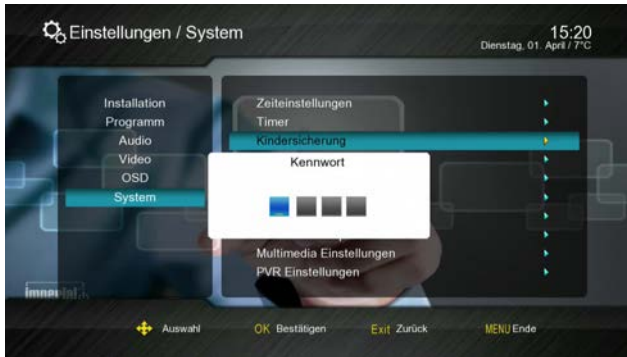 Einstellungen / System
15:20
Dienstag, 01. April / 7°C
Installation
Programm
Audio
Video
OSD
System
Zeiteinstellungen
Timer
Kindersicherung
Kennwort
Multimedia Einstellungen
PVR Einstellungen
imperial
Auswahl
OK Bestätigen
Exit Zurück
MENU Ende